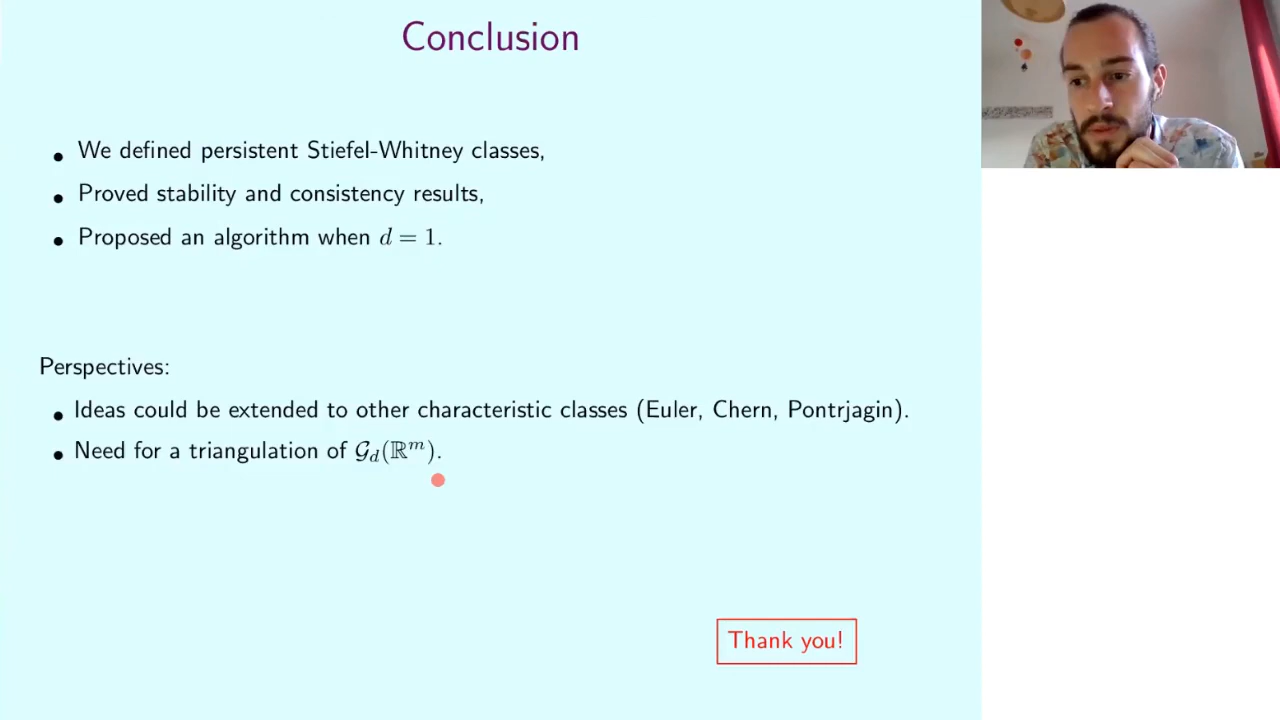 Conclusion
• We defined persistent Stiefel-Whitney classes,
• Proved stability and consistency results,
• Proposed an algorithm when d = 1.
Perspectives:
• Ideas could be extended to other characteristic classes (Euler, Chern, Pontrjagin).
• Need for a triangulation of 𝒢_d(ℝ^m).
Thank you!